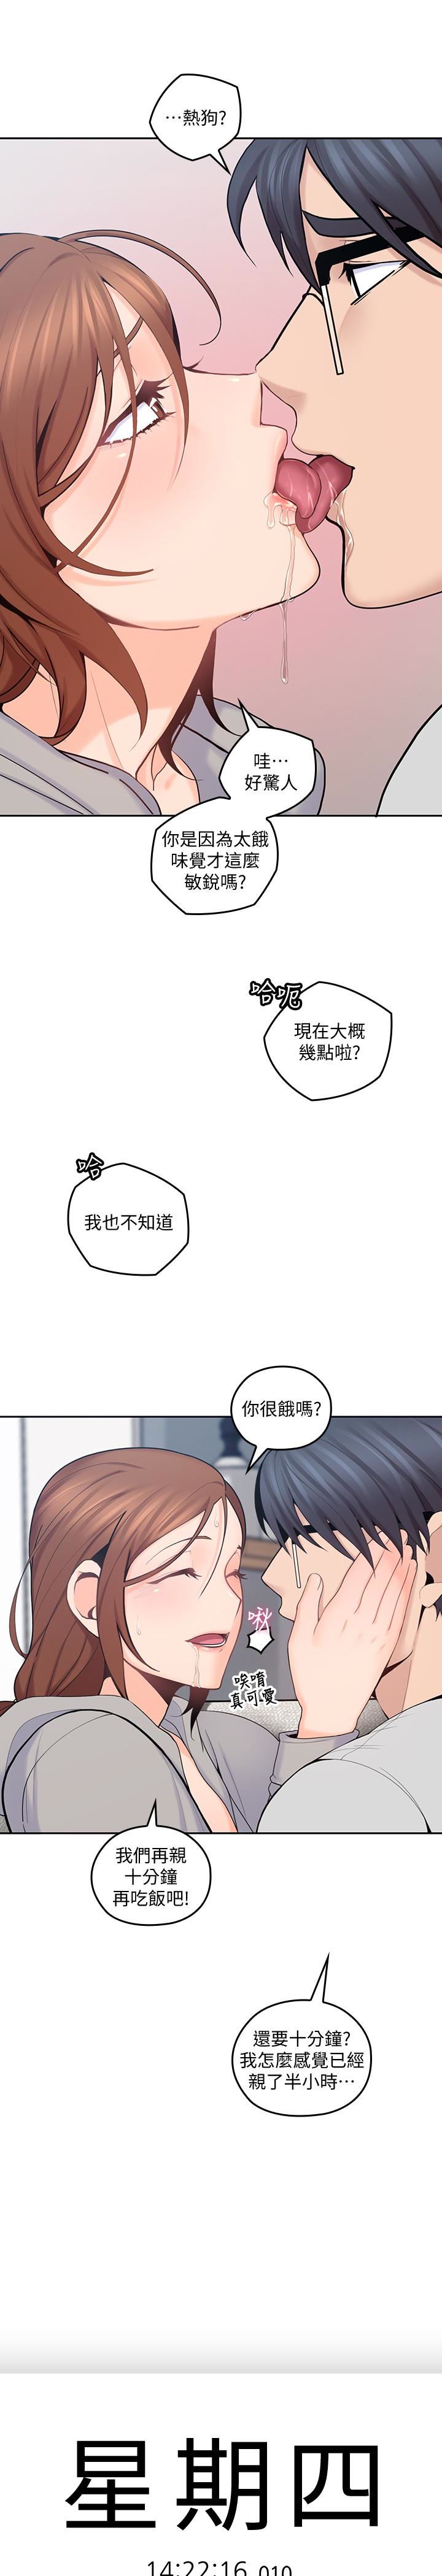 …熱狗?
哇…
好驚人
你是因為太餓
味覺才這麼
敏銳嗎?
哈呃
現在大概
幾點啦?
哈
我也不知道
你很餓嗎?
啾
唉唷
真可愛
我們再親
十分鐘
再吃飯吧!
還要十分鐘?
我怎麼感覺已經
親了半小時…
星期四
14:22:16 010